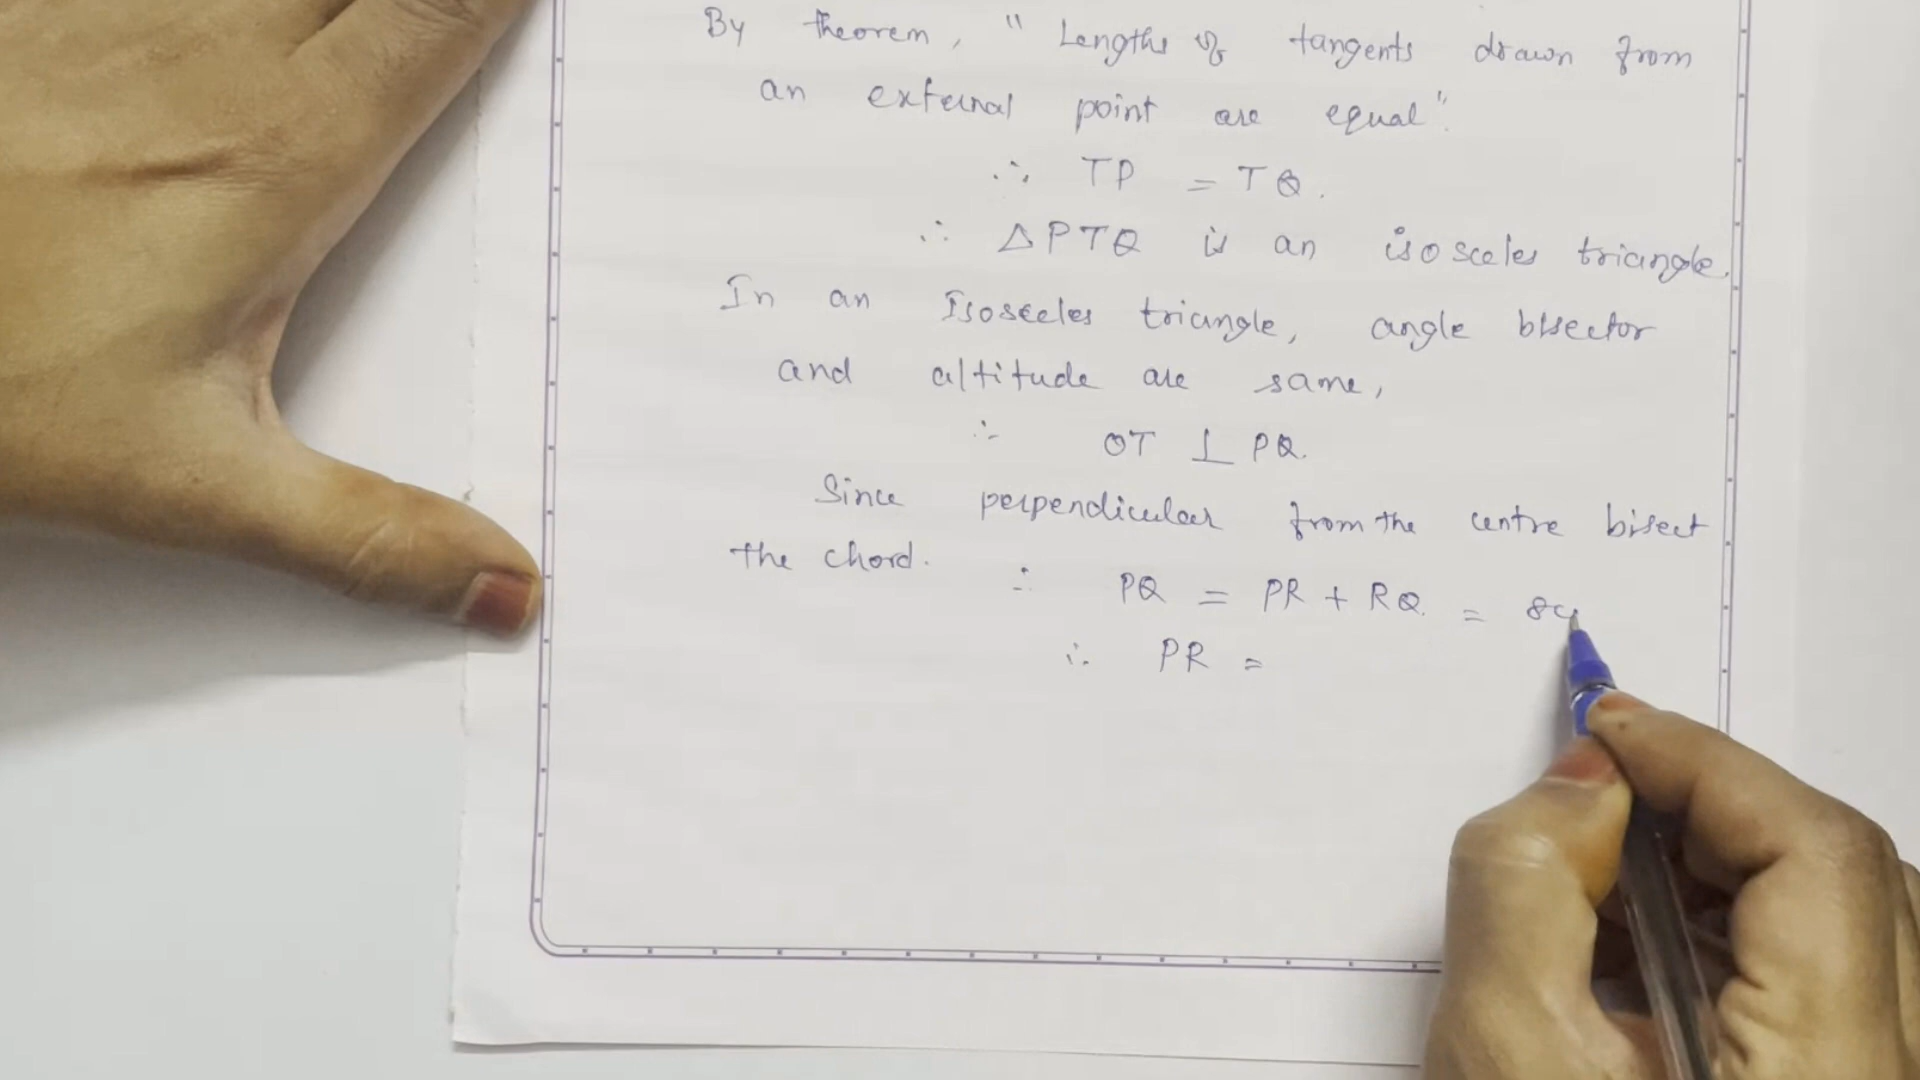 By theorem, " Lengths of tangents drawn from
an external point are equal".
∴ TP = TQ.
∴ △PTQ is an isosceles triangle.
In an Isosceles triangle, angle bisector
and altitude are same,
∴ OT ⊥ PQ.
Since perpendicular from the centre bisect
the chord.
∴ PQ = PR + RQ. = 8c
∴ PR =